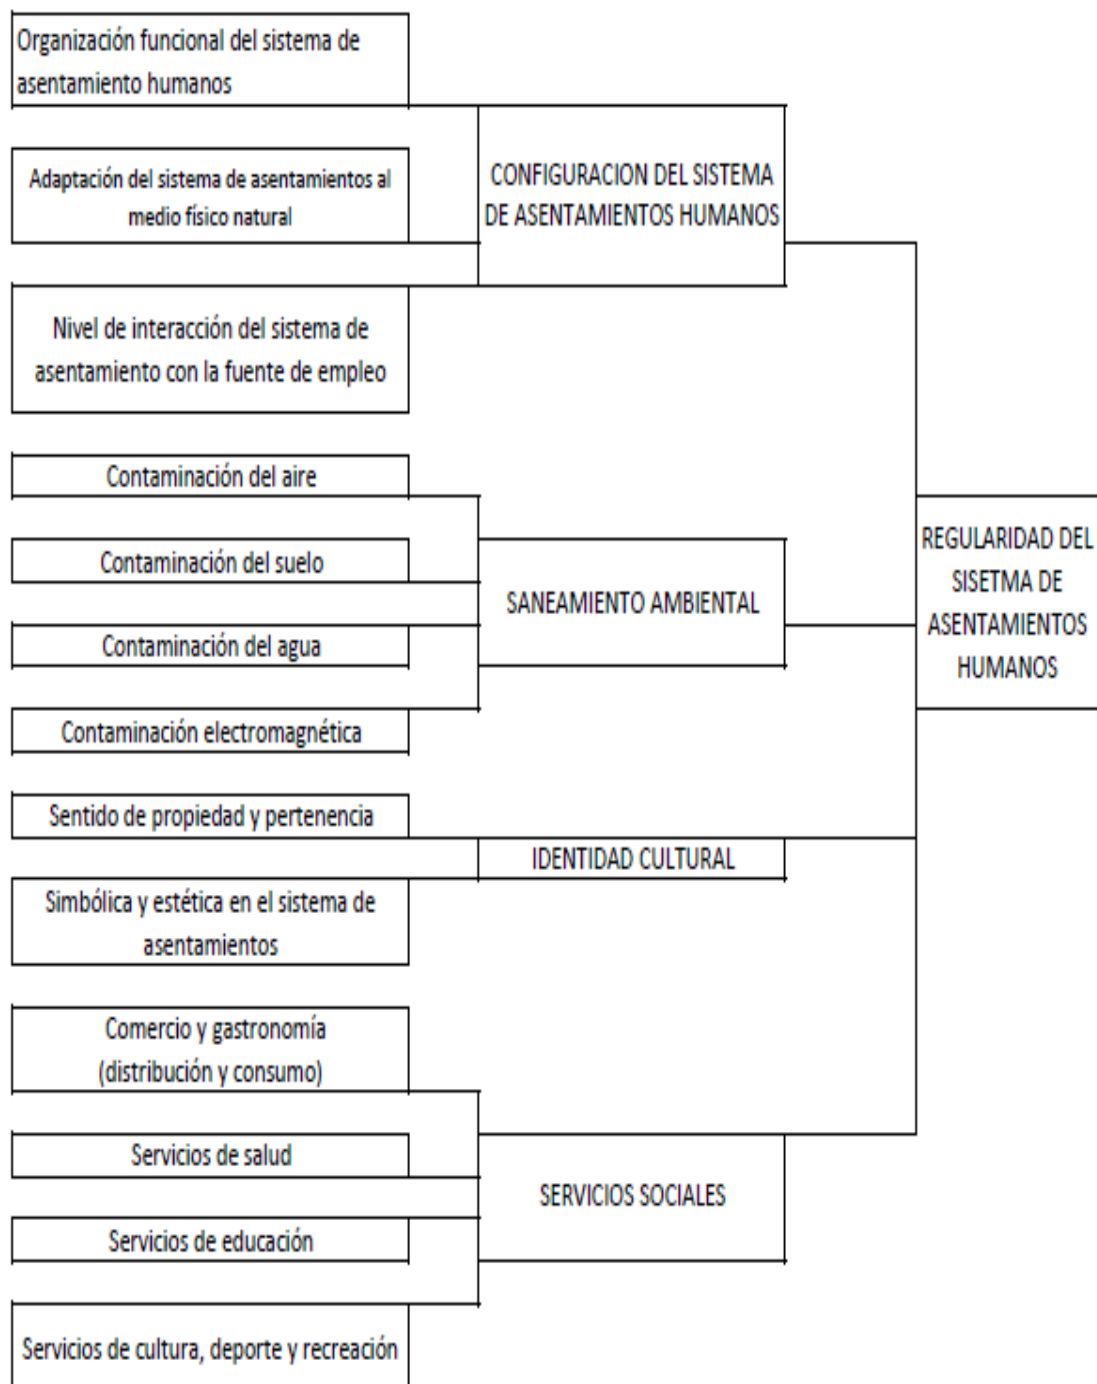 Organización funcional del sistema de
asentamiento humanos
Adaptación del sistema de asentamientos al
medio físico natural
CONFIGURACION DEL SISTEMA
DE ASENTAMIENTOS HUMANOS
Nivel de interacción del sistema de
asentamiento con la fuente de empleo
Contaminación del aire
Contaminación del suelo
Contaminación del agua
Contaminación electromagnética
SANEAMIENTO AMBIENTAL
REGULARIDAD DEL
SISETMA DE
ASENTAMIENTOS
HUMANOS
Sentido de propiedad y pertenencia
IDENTIDAD CULTURAL
Simbólica y estética en el sistema de
asentamientos
Comercio y gastronomía
(distribución y consumo)
Servicios de salud
SERVICIOS SOCIALES
Servicios de educación
Servicios de cultura, deporte y recreación